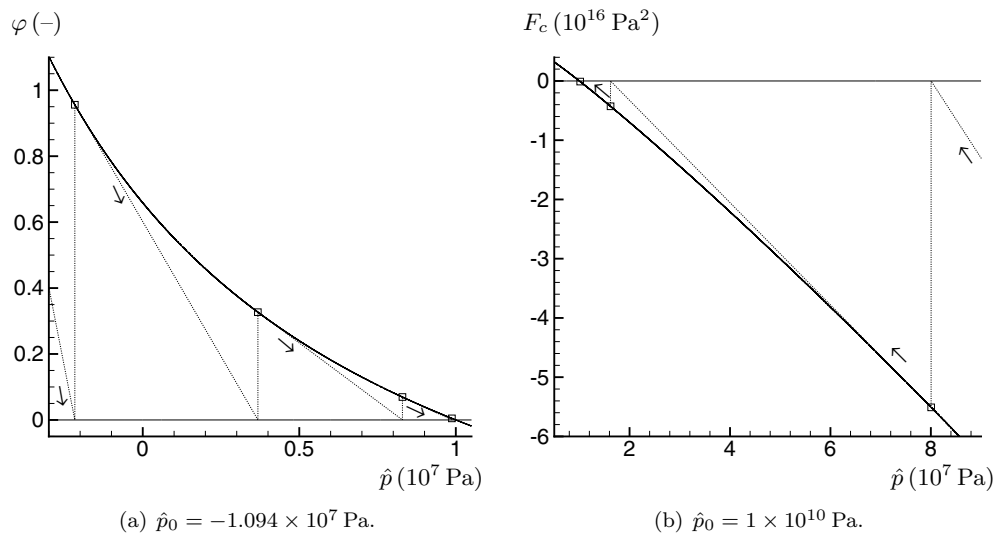 φ (–)
1
0.8
0.6
0.4
0.2
0
0 0.5 1
p̂ (10⁷ Pa)
(a) p̂₀ = −1.094 × 10⁷ Pa.
F_c (10¹⁶ Pa²)
0
-1
-2
-3
-4
-5
-6
2 4 6 8
p̂ (10⁷ Pa)
(b) p̂₀ = 1 × 10¹⁰ Pa.